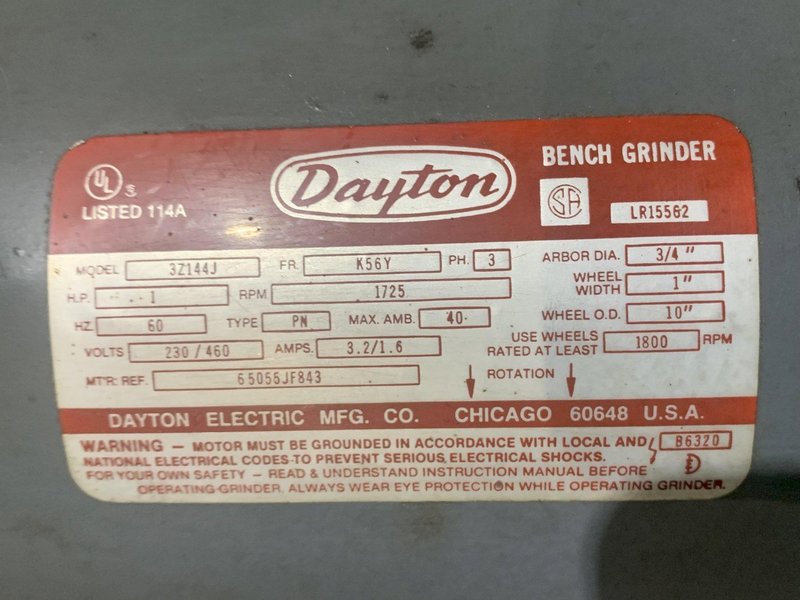 UL
LISTED 114A
Dayton
BENCH GRINDER
SA
LR15562
MODEL 3Z144J FR. K56Y PH. 3
H.P. 1 RPM 1725
HZ. 60 TYPE PN MAX. AMB. 40
VOLTS 230/460 AMPS. 3.2/1.6
MT'R: REF. 65055JF843
ARBOR DIA. 3/4"
WHEEL WIDTH 1"
WHEEL O.D. 10"
USE WHEELS RATED AT LEAST 1800 RPM
ROTATION
DAYTON ELECTRIC MFG. CO. CHICAGO 60648 U.S.A.
WARNING – MOTOR MUST BE GROUNDED IN ACCORDANCE WITH LOCAL AND
NATIONAL ELECTRICAL CODES TO PREVENT SERIOUS ELECTRICAL SHOCKS.
B6320
FOR YOUR OWN SAFETY – READ & UNDERSTAND INSTRUCTION MANUAL BEFORE
OPERATING GRINDER. ALWAYS WEAR EYE PROTECTION WHILE OPERATING GRINDER.